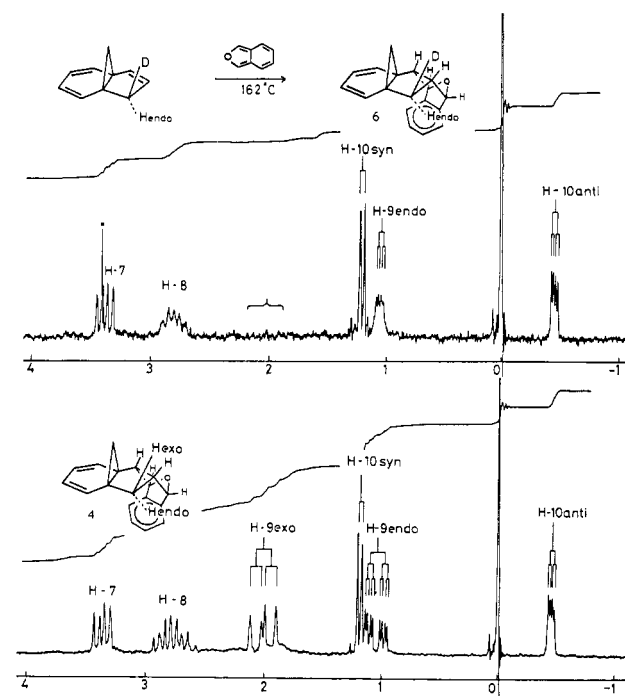 D
O
162°C
Hendo
H D
H
H
O
H
Hendo
6
H-10syn
H-9endo
H-10anti
H-7
H-8
4 3 2 1 0 -1
Hexo
H
H
O
H
Hendo
4
H-10syn
H-9exo
H-9endo
H-10anti
H-7
H-8
4 3 2 1 0 -1